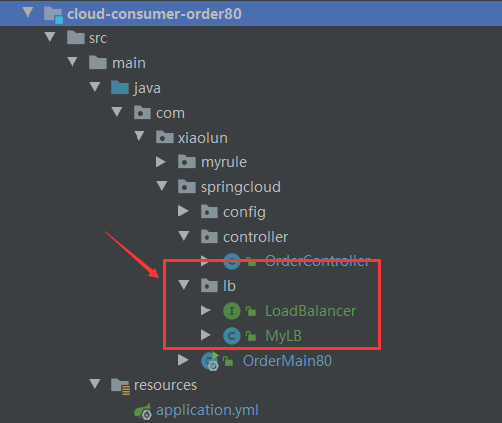 cloud-consumer-order80
src
main
java
com
xiaolun
myrule
springcloud
config
controller
OrderController
lb
I LoadBalancer
C MyLB
OrderMain80
resources
application.yml